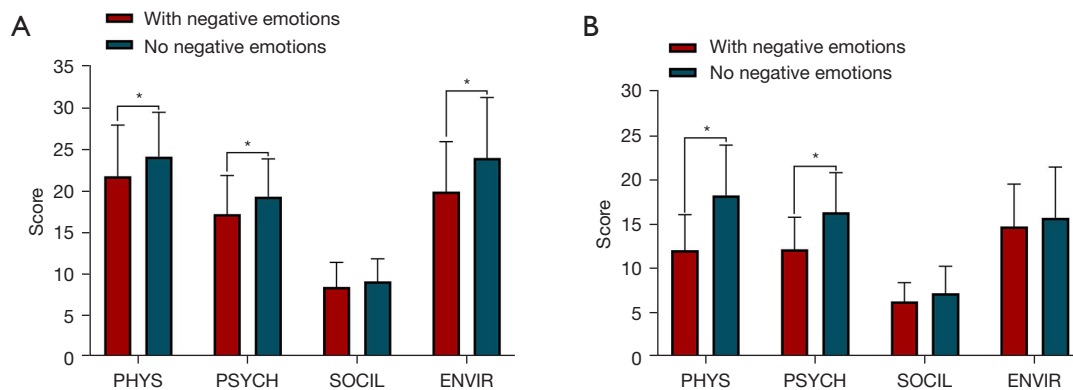 A
With negative emotions
No negative emotions
35
30
25
20
15
10
5
0
Score
*
*
*
PHYS
PSYCH
SOCIL
ENVIR
B
With negative emotions
No negative emotions
30
25
20
15
10
5
0
Score
*
*
PHYS
PSYCH
SOCIL
ENVIR